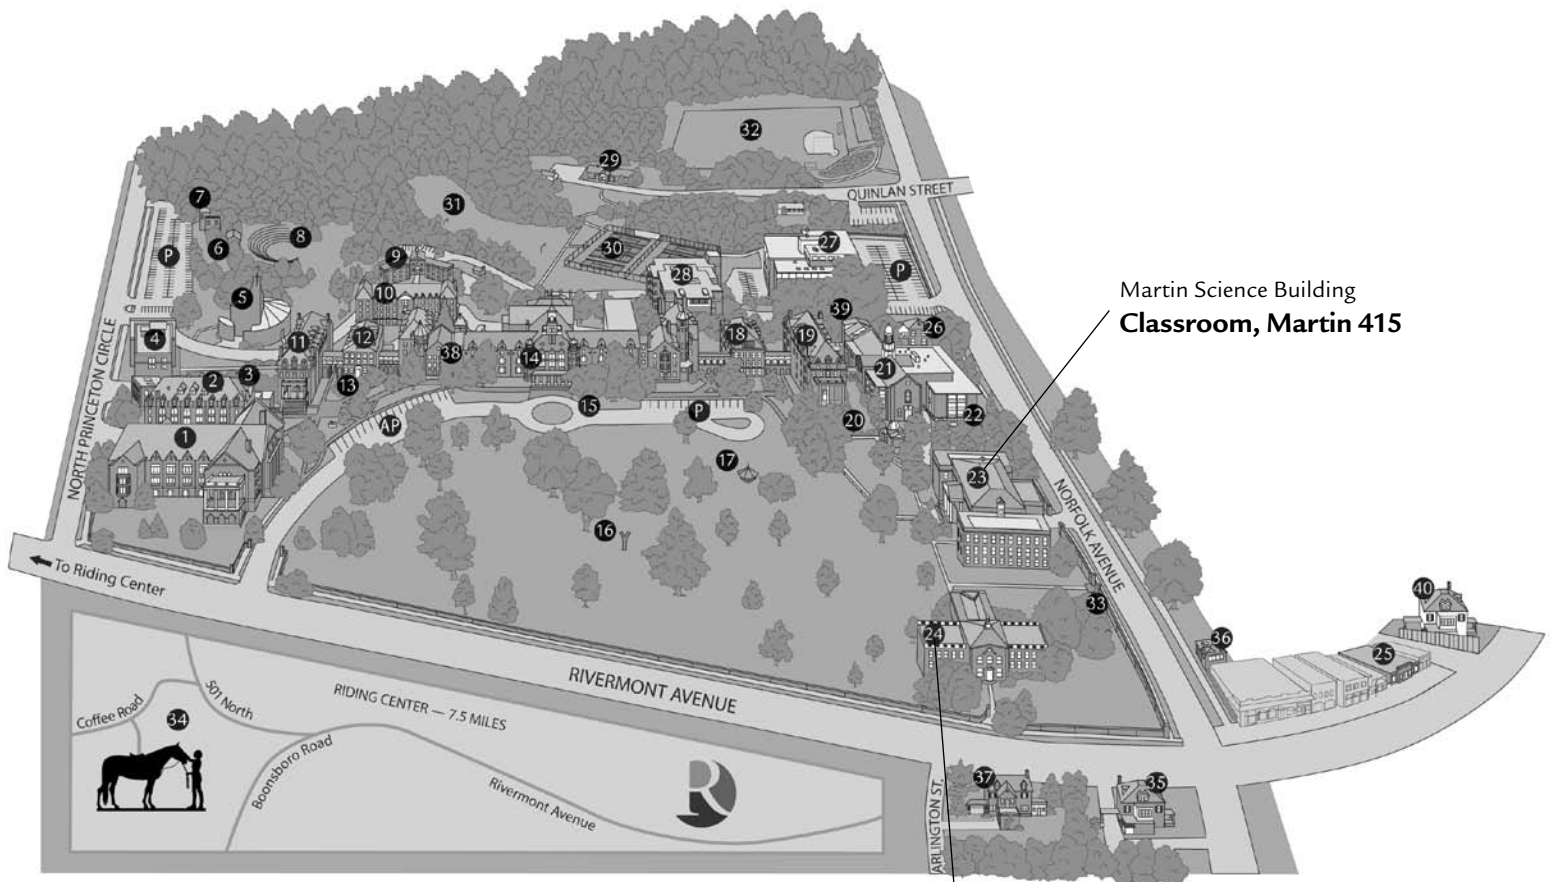 32
29
QUINLAN STREET
7
31
6
8
P
30
27
9
28
P
5
10
39
26
4
11
12
38
14
18
19
21
Martin Science Building
Classroom, Martin 415
NORTH PRINCETON CIRCLE
2
3
13
15
P
20
22
AP
1
17
23
16
NORFOLK AVENUE
To Riding Center
33
40
24
36
25
RIVERMONT AVENUE
RIDING CENTER — 7.5 MILES
Coffee Road
501 North
34
Boonsboro Road
Rivermont Avenue
R
ARLINGTON ST.
37
35